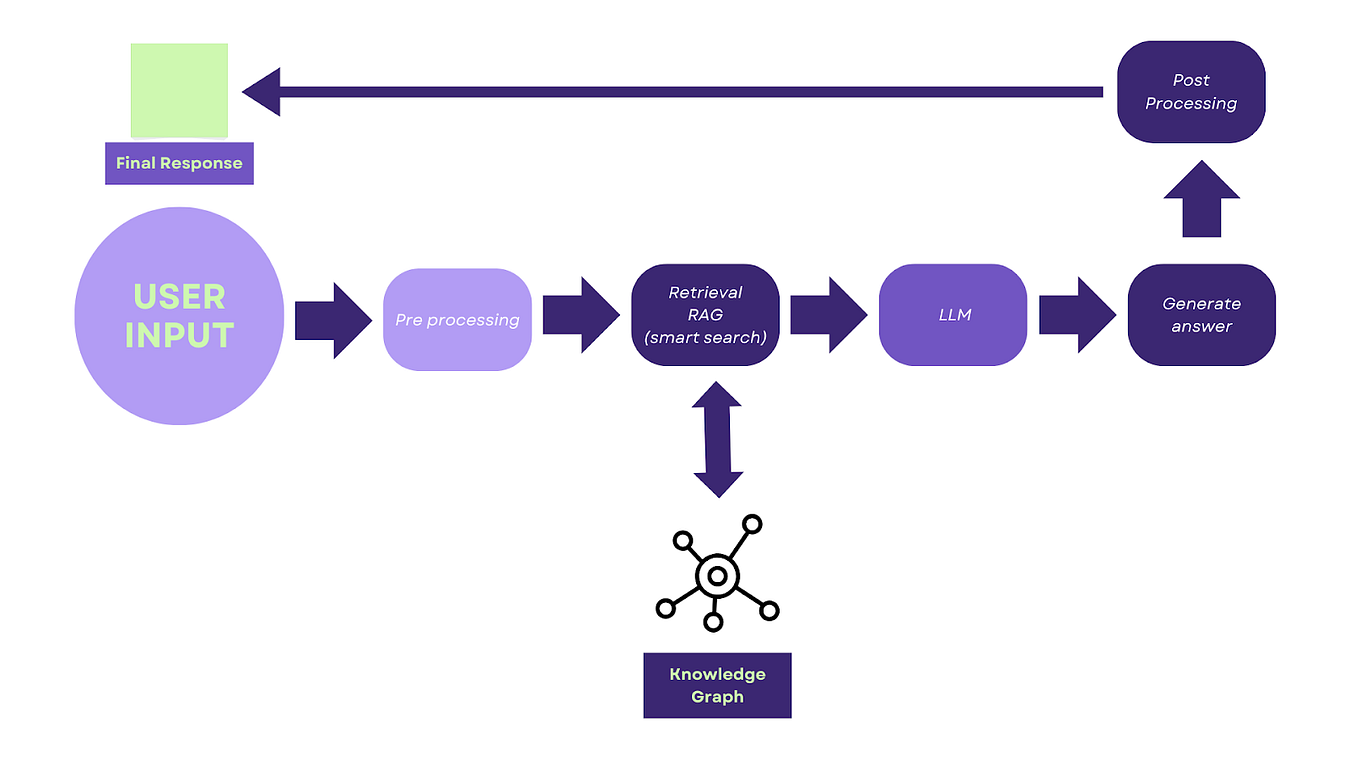 Post
Processing
Final Response
USER
INPUT
Pre processing
Retrieval
RAG
(smart search)
LLM
Generate
answer
Knowledge
Graph